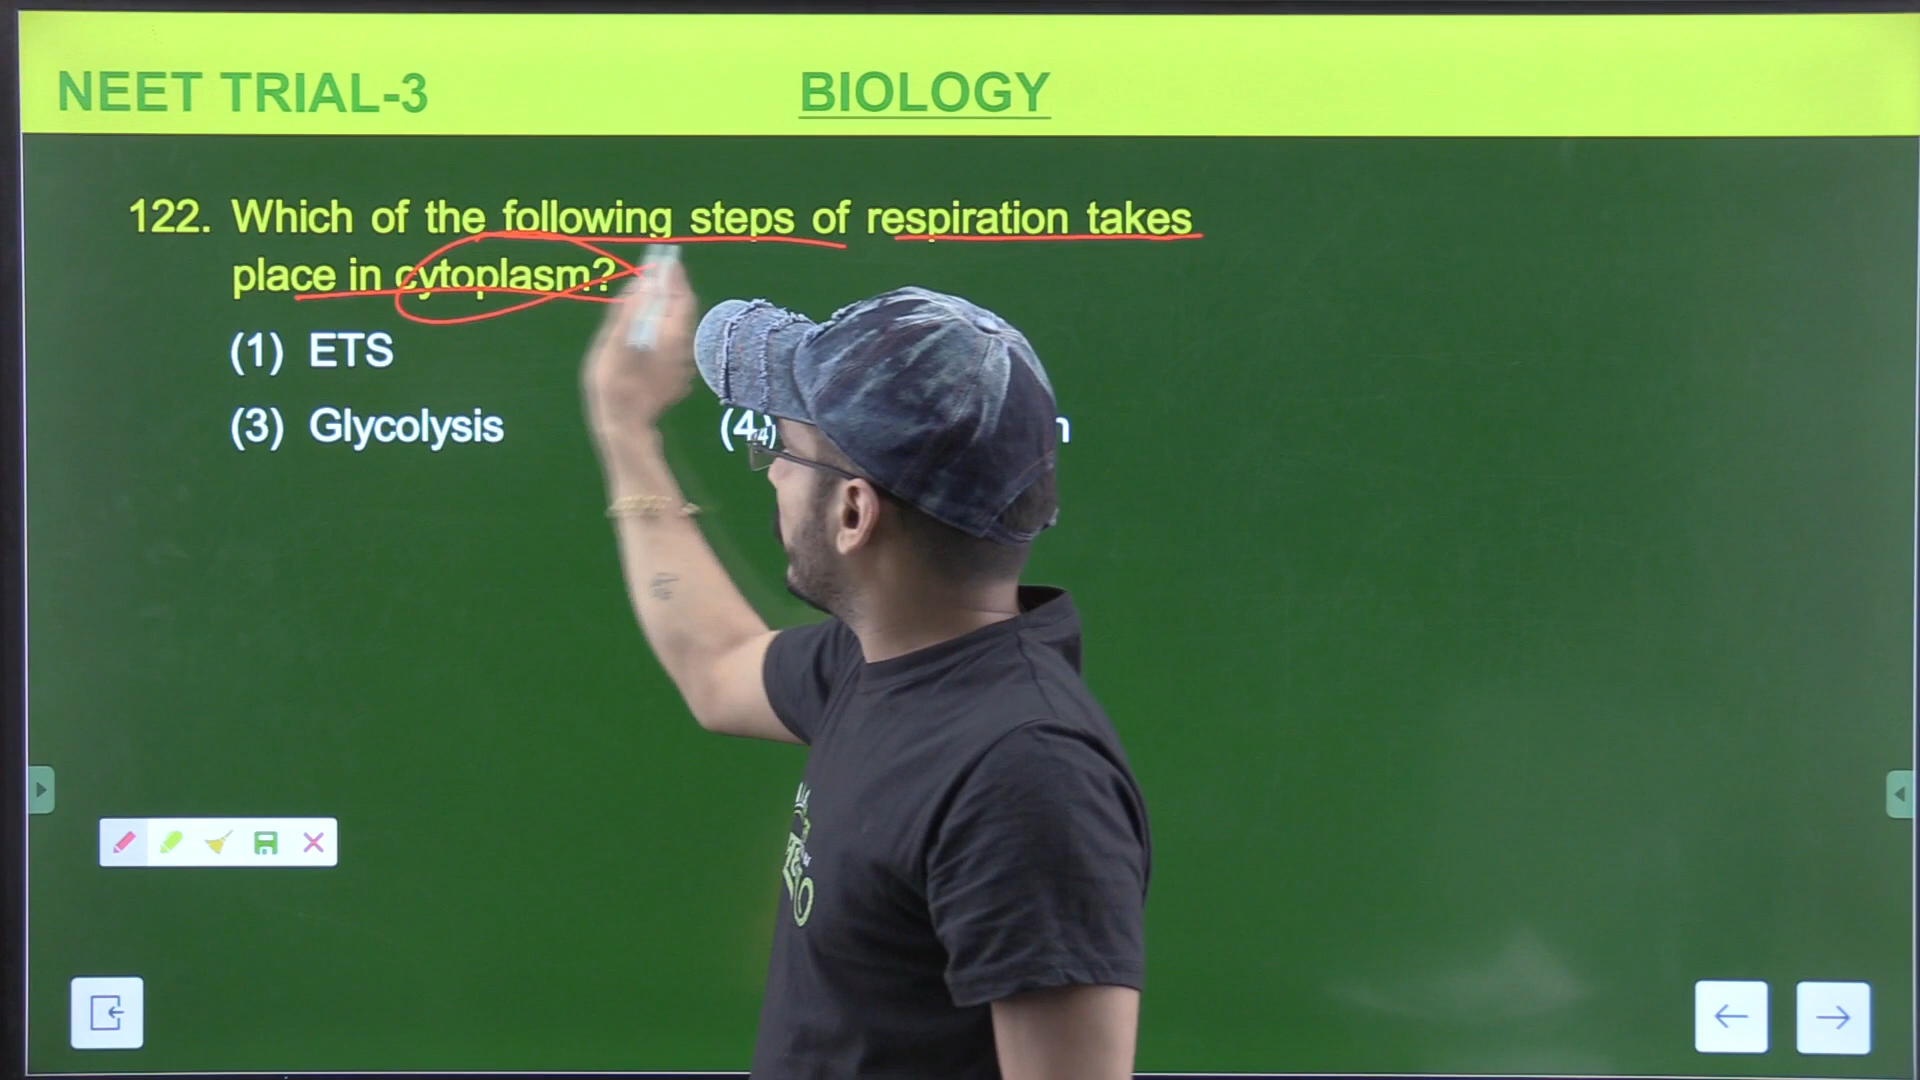 NEET TRIAL-3
BIOLOGY
122. Which of the following steps of respiration takes
place in cytoplasm?
(1) ETS
(3) Glycolysis
(4)